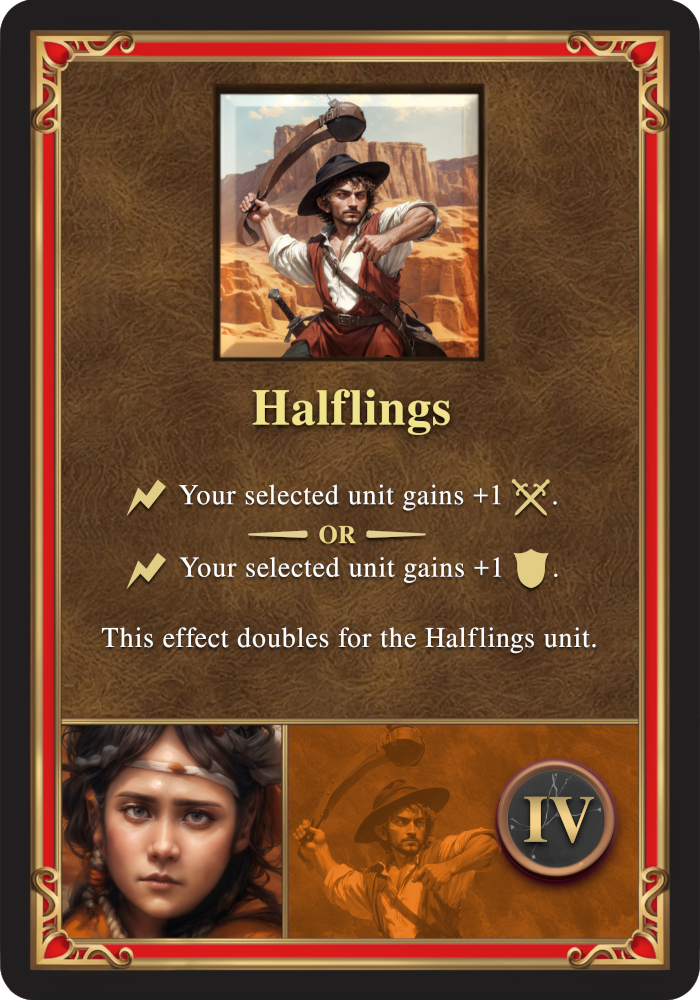 Halflings
Your selected unit gains +1 .
OR
Your selected unit gains +1 .
This effect doubles for the Halflings unit.
IV